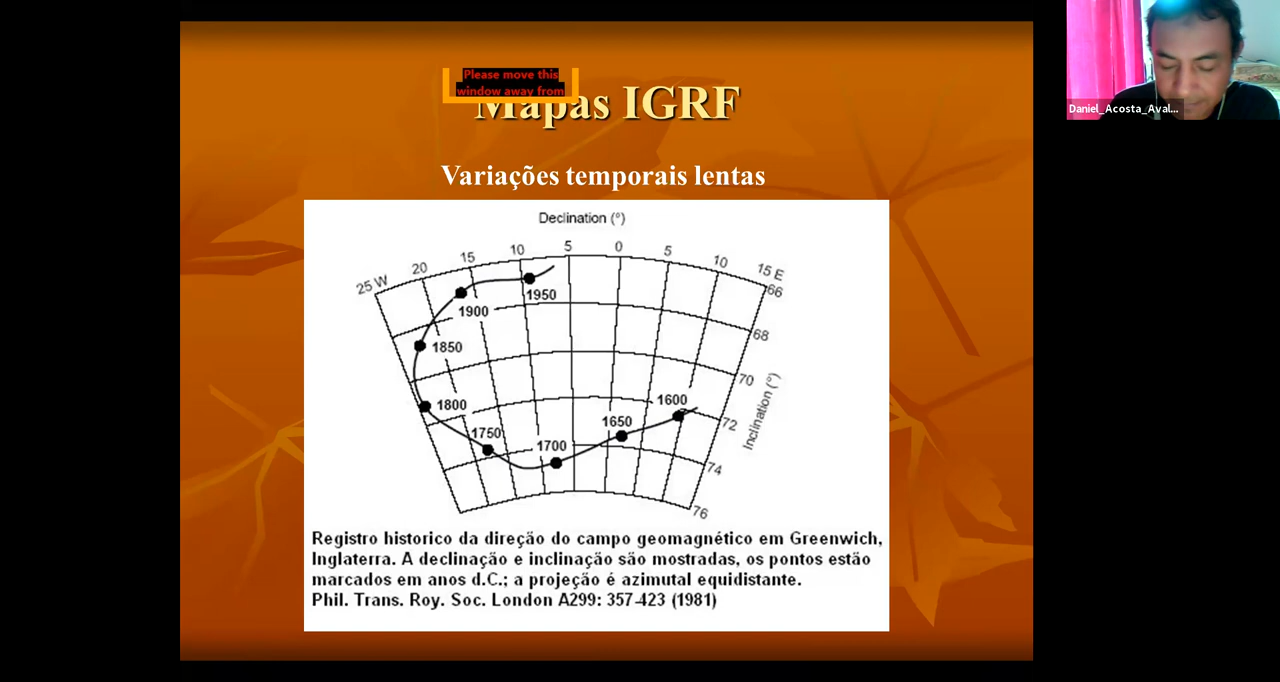 Please move this
window away from
Mapas IGRF
Daniel_Acosta_Aval...
Variações temporais lentas
Declination (°)
25 W 20 15 10 5 0 5 10 15 E
66
68
70
72
74
76
Inclination (°)
1950
1900
1850
1800
1750
1700
1650
1600
Registro historico da direção do campo geomagnético em Greenwich,
Inglaterra. A declinação e inclinação são mostradas, os pontos estão
marcados em anos d.C.; a projeção é azimutal equidistante.
Phil. Trans. Roy. Soc. London A299: 357-423 (1981)